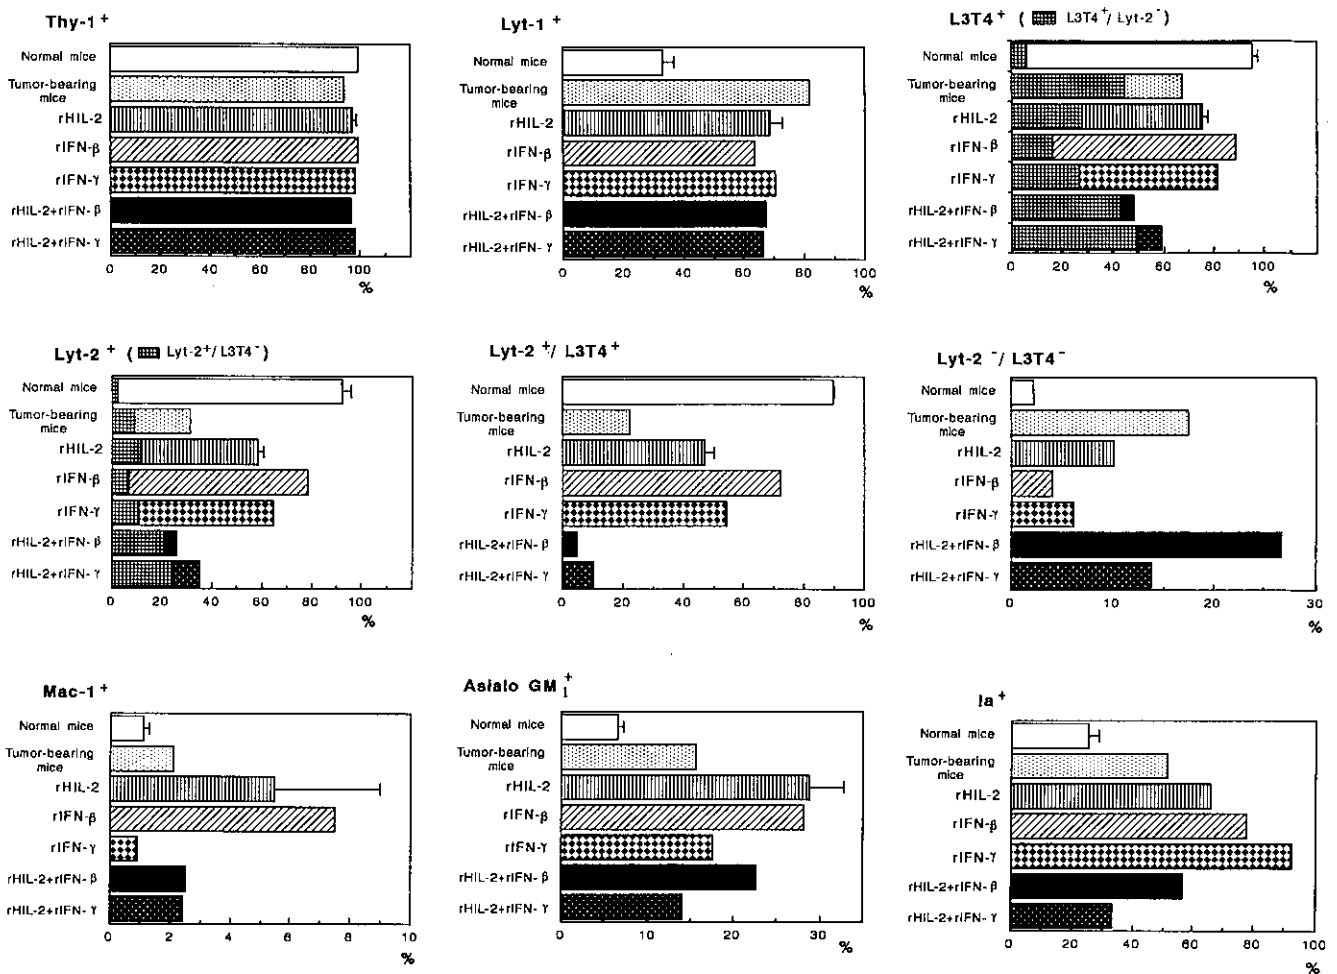 Thy-1 +
Normal mice
Tumor-bearing
mice
rHIL-2
rIFN-β
rIFN-γ
rHIL-2+rIFN-β
rHIL-2+rIFN-γ
0 20 40 60 80 100
%
Lyt-1 +
Normal mice
Tumor-bearing
mice
rHIL-2
rIFN-β
rIFN-γ
rHIL-2+rIFN-β
rHIL-2+rIFN-γ
0 20 40 60 80 100
%
L3T4+ ( L3T4+/ Lyt-2-)
Normal mice
Tumor-bearing
mice
rHIL-2
rIFN-β
rIFN-γ
rHIL-2+rIFN-β
rHIL-2+rIFN-γ
0 20 40 60 80 100
%
Lyt-2 + ( Lyt-2+/ L3T4-)
Normal mice
Tumor-bearing
mice
rHIL-2
rIFN-β
rIFN-γ
rHIL-2+rIFN-β
rHIL-2+rIFN-γ
0 20 40 60 80 100 120
%
Lyt-2 +/ L3T4+
Normal mice
Tumor-bearing
mice
rHIL-2
rIFN-β
rIFN-γ
rHIL-2+rIFN-β
rHIL-2+rIFN-γ
0 20 40 60 80 100
%
Lyt-2 -/ L3T4-
Normal mice
Tumor-bearing
mice
rHIL-2
rIFN-β
rIFN-γ
rHIL-2+rIFN-β
rHIL-2+rIFN-γ
0 10 20 30
%
Mac-1 +
Normal mice
Tumor-bearing
mice
rHIL-2
rIFN-β
rIFN-γ
rHIL-2+rIFN-β
rHIL-2+rIFN-γ
0 2 4 6 8 10
%
Asialo GM1+
Normal mice
Tumor-bearing
mice
rHIL-2
rIFN-β
rIFN-γ
rHIL-2+rIFN-β
rHIL-2+rIFN-γ
0 10 20 30
%
Ia+
Normal mice
Tumor-bearing
mice
rHIL-2
rIFN-β
rIFN-γ
rHIL-2+rIFN-β
rHIL-2+rIFN-γ
0 20 40 60 80 100
%